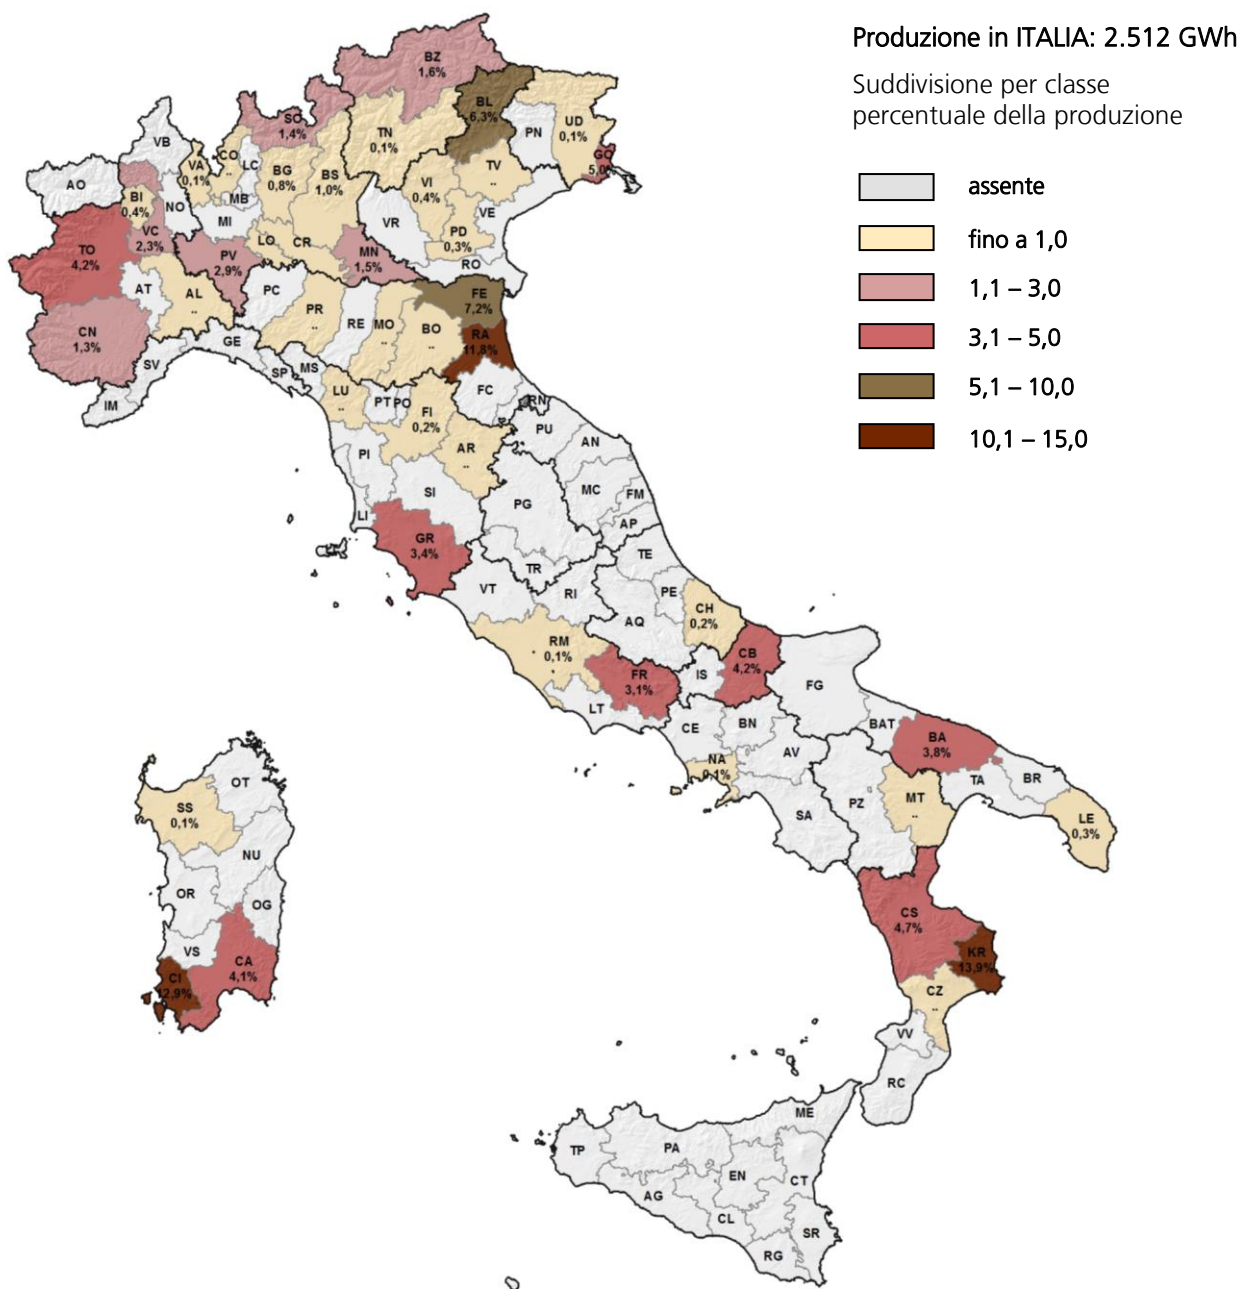 Produzione in ITALIA: 2.512 GWh
Suddivisione per classe
percentuale della produzione
assente
fino a 1,0
1,1 – 3,0
3,1 – 5,0
5,1 – 10,0
10,1 – 15,0
BZ
1,6%
BL
6,3%
SO
1,4%
TN
0,1%
PN
UD
0,1%
GO
5,0%
VB
VA
0,1%
CO
..
LC
BG
0,8%
BS
1,0%
VI
0,4%
TV
..
AO
BI
0,4%
NO
MB
MI
VR
VE
PD
0,3%
VC
2,3%
TO
4,2%
PV
2,9%
LO
..
CR
MN
1,5%
RO
AT
AL
..
PC
PR
..
RE
MO
..
BO
..
FE
7,2%
RA
11,8%
CN
1,3%
GE
SV
IM
SP
MS
LU
..
PT
PO
FI
0,2%
FC
RN
PU
AN
AR
..
PI
SI
LI
PG
MC
FM
AP
GR
3,4%
TR
TE
VT
RI
PE
AQ
CH
0,2%
RM
0,1%
FR
3,1%
IS
CB
4,2%
FG
LT
CE
BN
BAT
BA
3,8%
NA
0,1%
AV
TA
BR
SA
PZ
MT
..
LE
0,3%
OT
SS
0,1%
NU
OR
OG
VS
CI
12,9%
CA
4,1%
CS
4,7%
KR
13,9%
CZ
..
VV
RC
ME
TP
PA
EN
CT
AG
CL
SR
RG